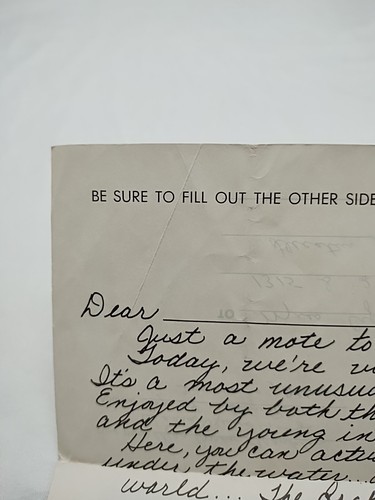 BE SURE TO FILL OUT THE OTHER SIDE
Dear
Just a note to
Today, we're
It's a most unusu
Enjoyed by both th
and the young in
Here, you can actu
under the water...
world... The